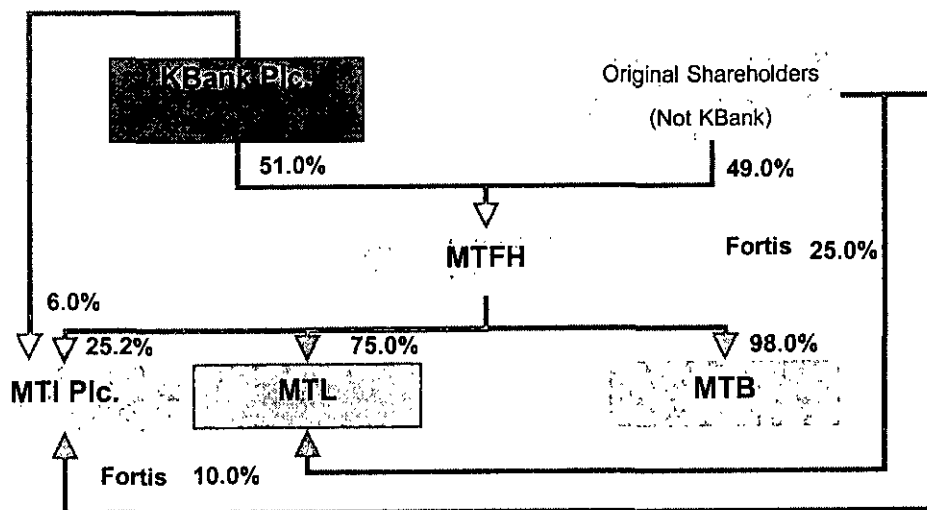 KBank Plc.
Original Shareholders
(Not KBank)
51.0%
49.0%
MTFH
Fortis 25.0%
6.0%
25.2%
75.0%
98.0%
MTI Plc.
MTL
MTB
Fortis 10.0%